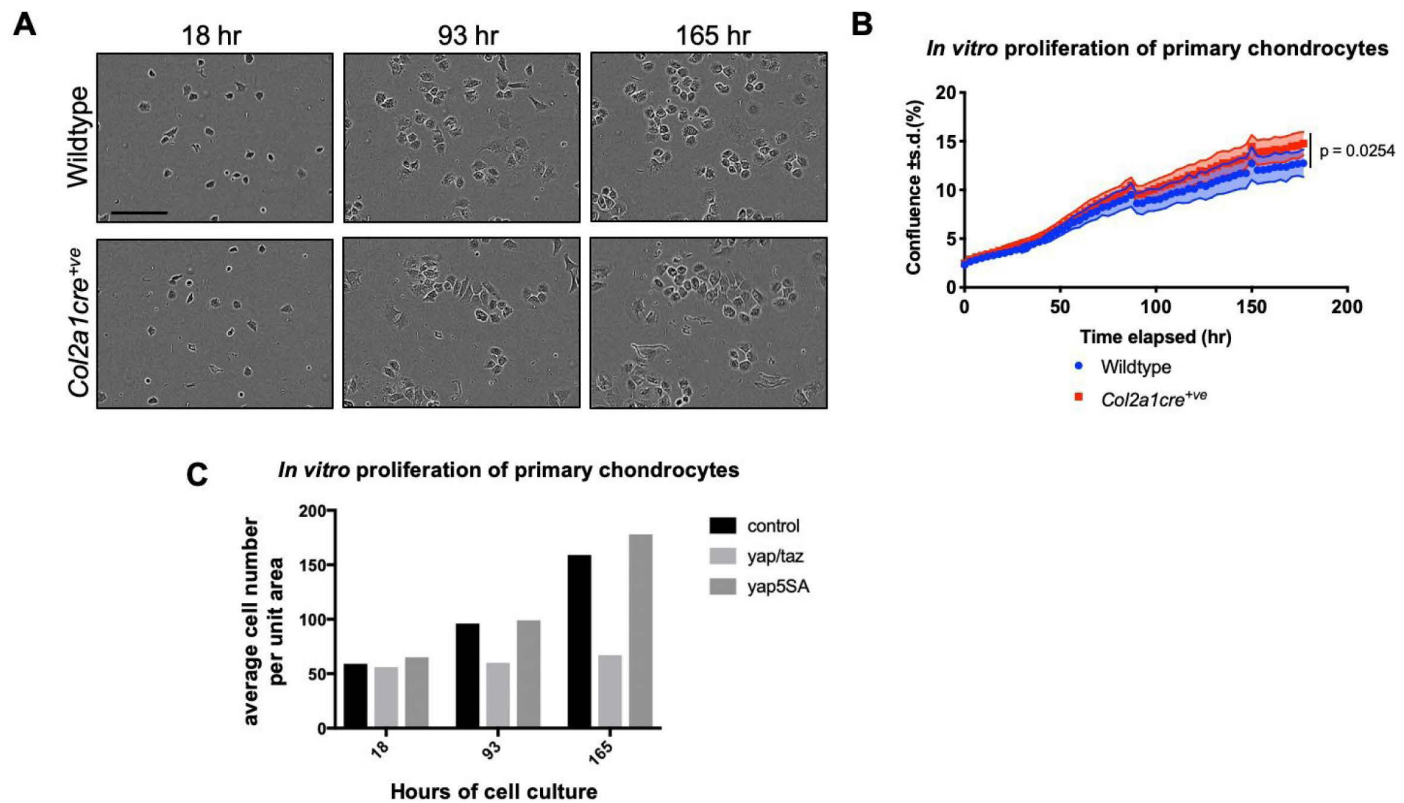 A
18 hr
93 hr
165 hr
Wildtype
Col2a1cre+ve
B
In vitro proliferation of primary chondrocytes
Confluence ±s.d.(%)
20
15
10
5
0
0
50
100
150
200
p = 0.0254
Time elapsed (hr)
Wildtype
Col2a1cre+ve
C
In vitro proliferation of primary chondrocytes
average cell number
per unit area
200
150
100
50
0
18
93
165
Hours of cell culture
control
yap/taz
yap5SA